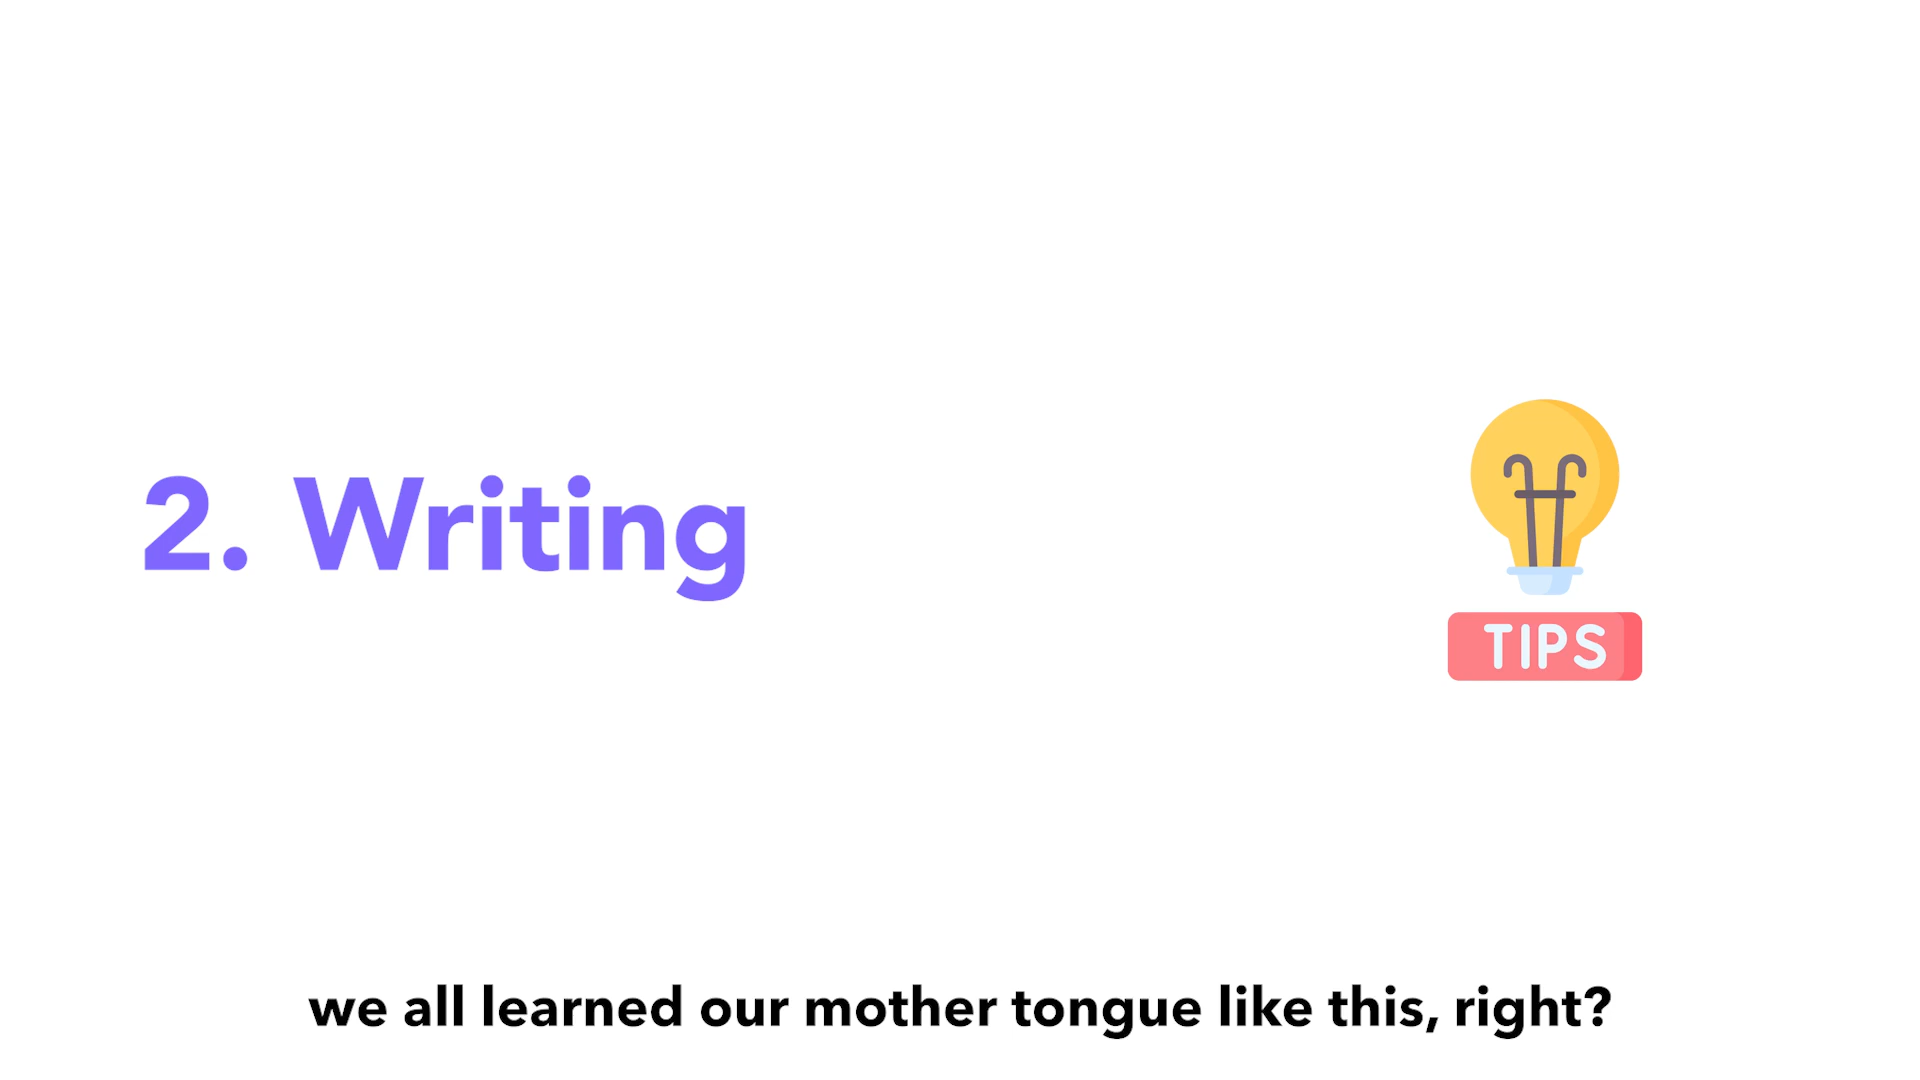 2. Writing
TIPS
we all learned our mother tongue like this, right?